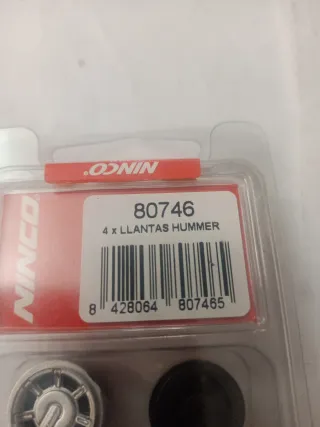 NINCO.
NINCO
80746
4 x LLANTAS HUMMER
8 428064 807465